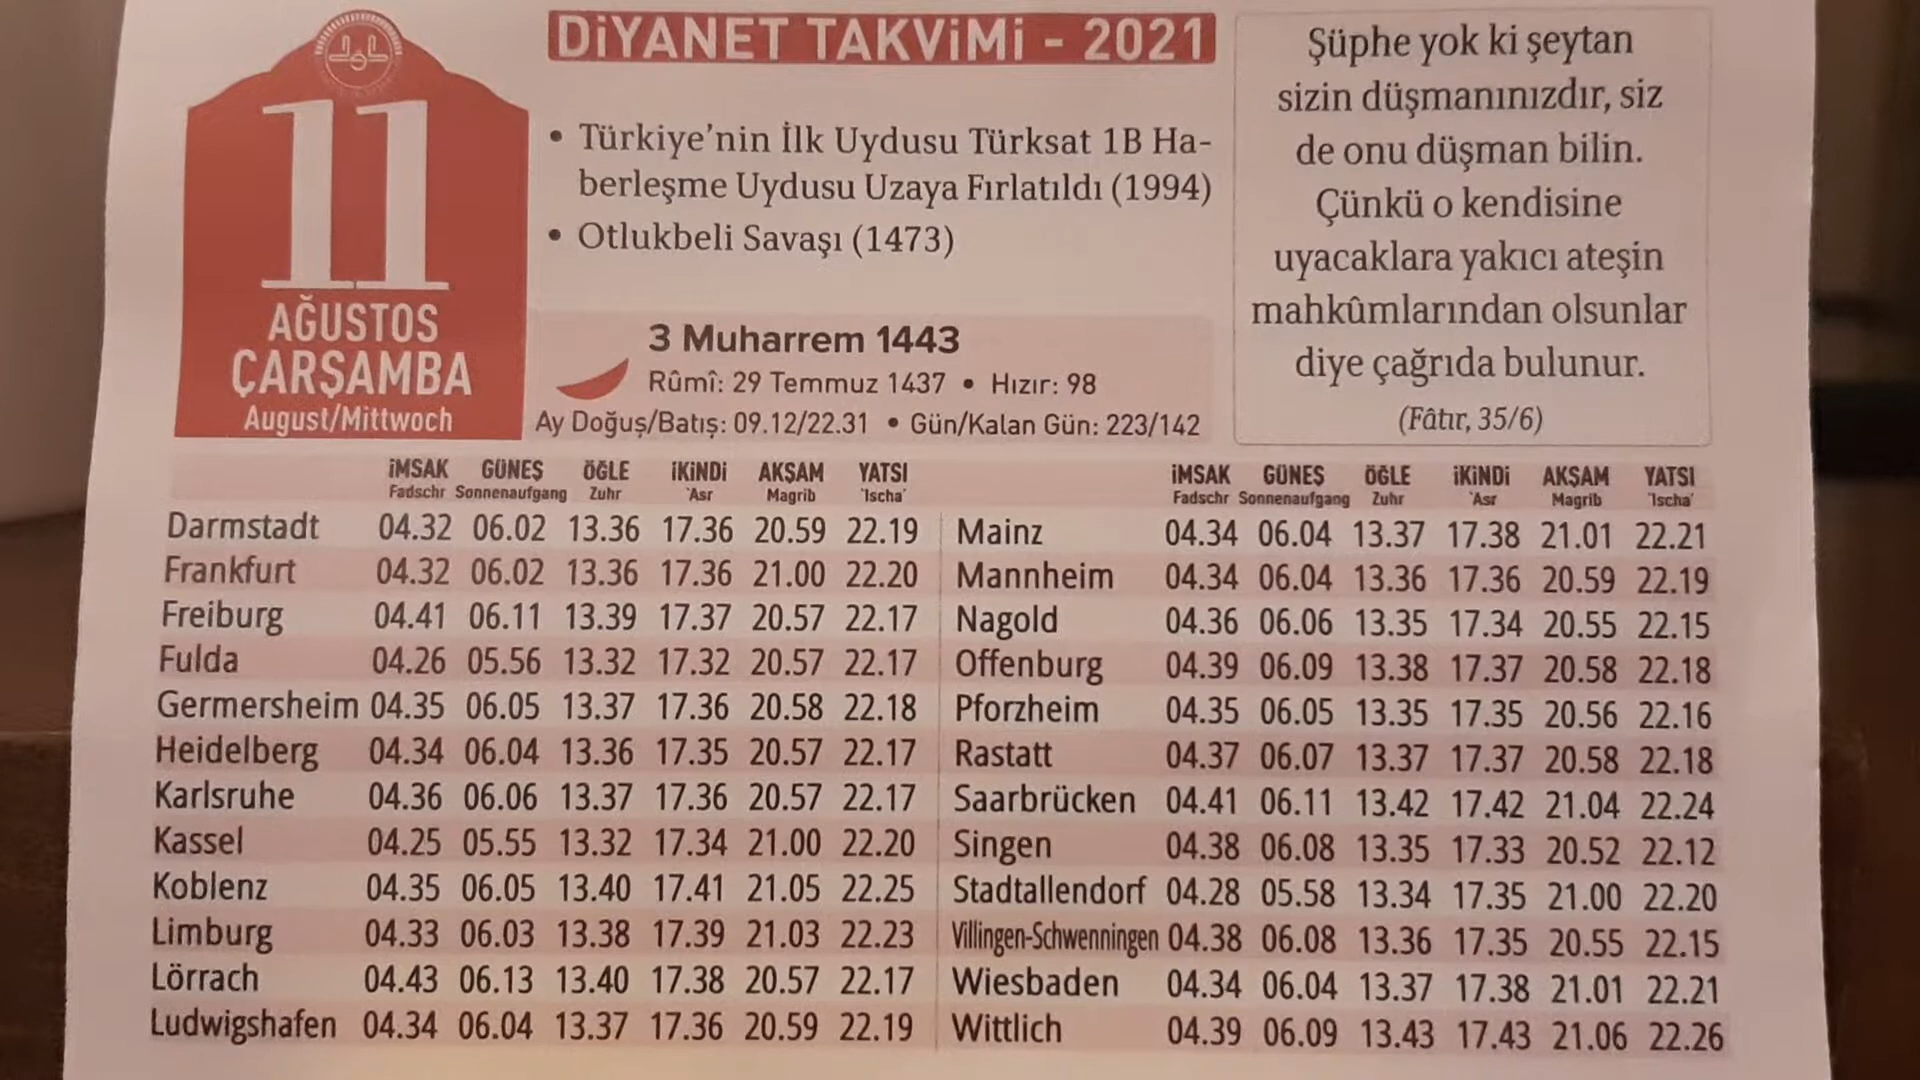 11
AĞUSTOS
ÇARŞAMBA
August/Mittwoch
DiYANET TAKViMi - 2021
• Türkiye'nin İlk Uydusu Türksat 1B Ha-
berleşme Uydusu Uzaya Fırlatıldı (1994)
• Otlukbeli Savaşı (1473)
3 Muharrem 1443
Rûmî: 29 Temmuz 1437 • Hızır: 98
Ay Doğuş/Batış: 09.12/22.31 • Gün/Kalan Gün: 223/142
Şüphe yok ki şeytan
sizin düşmanınızdır, siz
de onu düşman bilin.
Çünkü o kendisine
uyacaklara yakıcı ateşin
mahkûmlarından olsunlar
diye çağrıda bulunur.
(Fâtır, 35/6)
iMSAK GÜNEŞ ÖĞLE iKiNDi AKŞAM YATSI
Fadschr Sonnenaufgang Zuhr 'Asr Magrib 'Ischa'
Darmstadt 04.32 06.02 13.36 17.36 20.59 22.19
Frankfurt 04.32 06.02 13.36 17.36 21.00 22.20
Freiburg 04.41 06.11 13.39 17.37 20.57 22.17
Fulda 04.26 05.56 13.32 17.32 20.57 22.17
Germersheim 04.35 06.05 13.37 17.36 20.58 22.18
Heidelberg 04.34 06.04 13.36 17.35 20.57 22.17
Karlsruhe 04.36 06.06 13.37 17.36 20.57 22.17
Kassel 04.25 05.55 13.32 17.34 21.00 22.20
Koblenz 04.35 06.05 13.40 17.41 21.05 22.25
Limburg 04.33 06.03 13.38 17.39 21.03 22.23
Lörrach 04.43 06.13 13.40 17.38 20.57 22.17
Ludwigshafen 04.34 06.04 13.37 17.36 20.59 22.19
iMSAK GÜNEŞ ÖĞLE iKiNDi AKŞAM YATSI
Fadschr Sonnenaufgang Zuhr 'Asr Magrib 'Ischa'
Mainz 04.34 06.04 13.37 17.38 21.01 22.21
Mannheim 04.34 06.04 13.36 17.36 20.59 22.19
Nagold 04.36 06.06 13.35 17.34 20.55 22.15
Offenburg 04.39 06.09 13.38 17.37 20.58 22.18
Pforzheim 04.35 06.05 13.35 17.35 20.56 22.16
Rastatt 04.37 06.07 13.37 17.37 20.58 22.18
Saarbrücken 04.41 06.11 13.42 17.42 21.04 22.24
Singen 04.38 06.08 13.35 17.33 20.52 22.12
Stadtallendorf 04.28 05.58 13.34 17.35 21.00 22.20
Villingen-Schwenningen 04.38 06.08 13.36 17.35 20.55 22.15
Wiesbaden 04.34 06.04 13.37 17.38 21.01 22.21
Wittlich 04.39 06.09 13.43 17.43 21.06 22.26